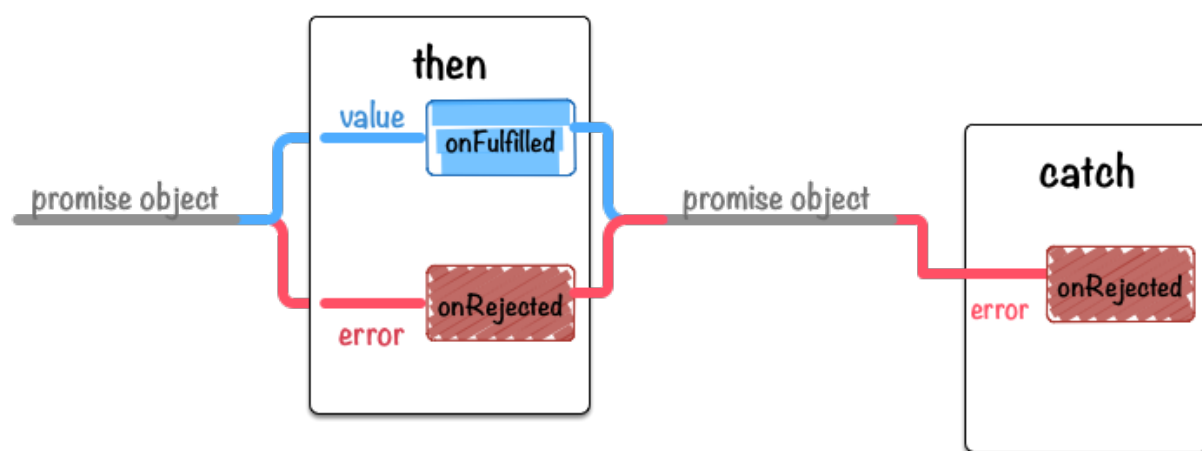 then
value
onFulfilled
promise object
onRejected
error
promise object
catch
onRejected
error